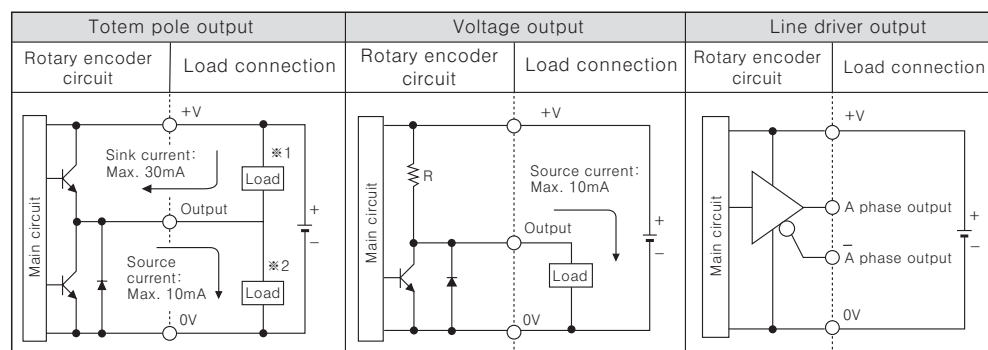 Totem pole output
Voltage output
Line driver output
Rotary encoder
circuit
Load connection
Rotary encoder
circuit
Load connection
Rotary encoder
circuit
Load connection
Main circuit
+V
Sink current:
Max. 30mA
※1
Load
Output
Source
current:
Max. 10mA
※2
Load
0V
+
−
Main circuit
+V
R
Source current:
Max. 10mA
Output
Load
0V
+
−
Main circuit
+V
A phase output
A̅ phase output
0V
+
−